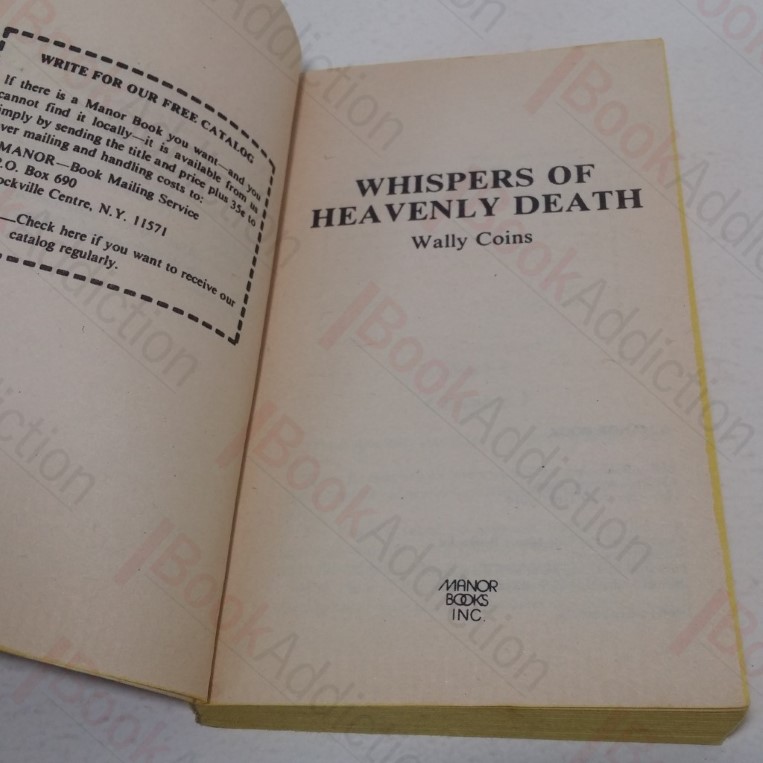 WRITE FOR OUR FREE CATALOG
If there is a Manor Book you want—and you
cannot find it locally—it is available from us
simply by sending the title and price plus 35¢ to
cover mailing and handling costs to:
MANOR—Book Mailing Service
P.O. Box 690
Rockville Centre, N.Y. 11571
—Check here if you want to receive our
catalog regularly.
WHISPERS OF
HEAVENLY DEATH
Wally Coins
MANOR
BOOKS
INC.
BookAddiction